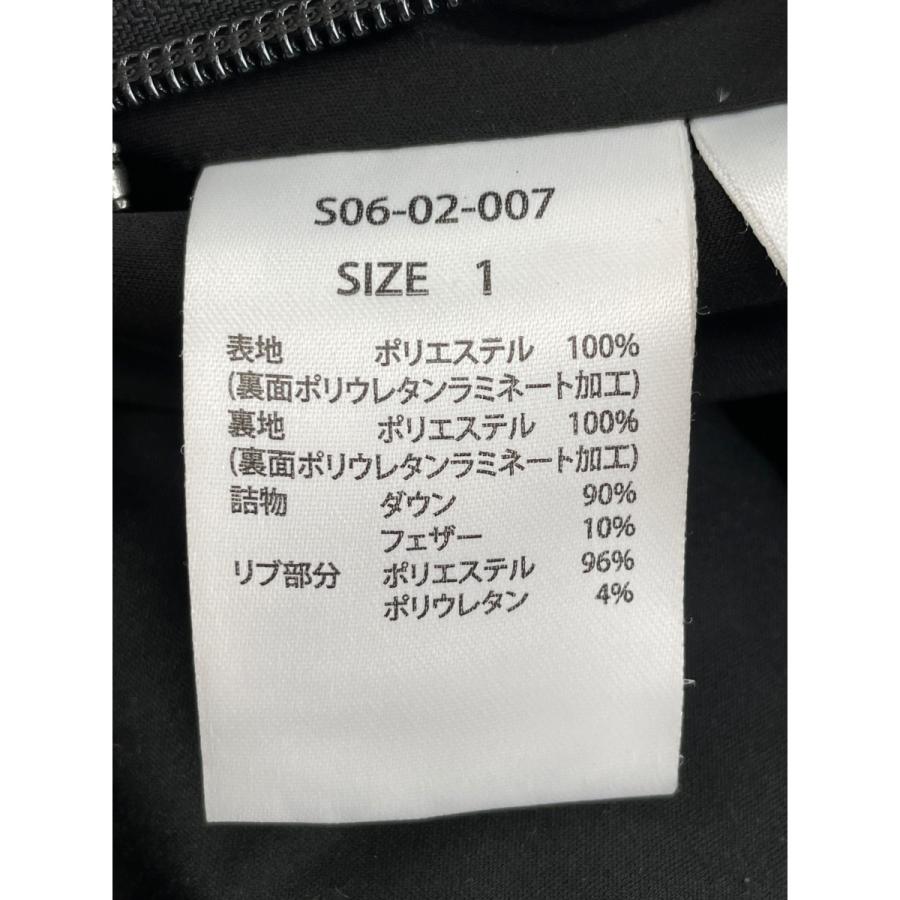 S06-02-007
SIZE 1
表地 ポリエステル 100%
(裏面ポリウレタンラミネート加工)
裏地 ポリエステル 100%
(裏面ポリウレタンラミネート加工)
詰物 ダウン 90%
フェザー 10%
リブ部分 ポリエステル 96%
ポリウレタン 4%